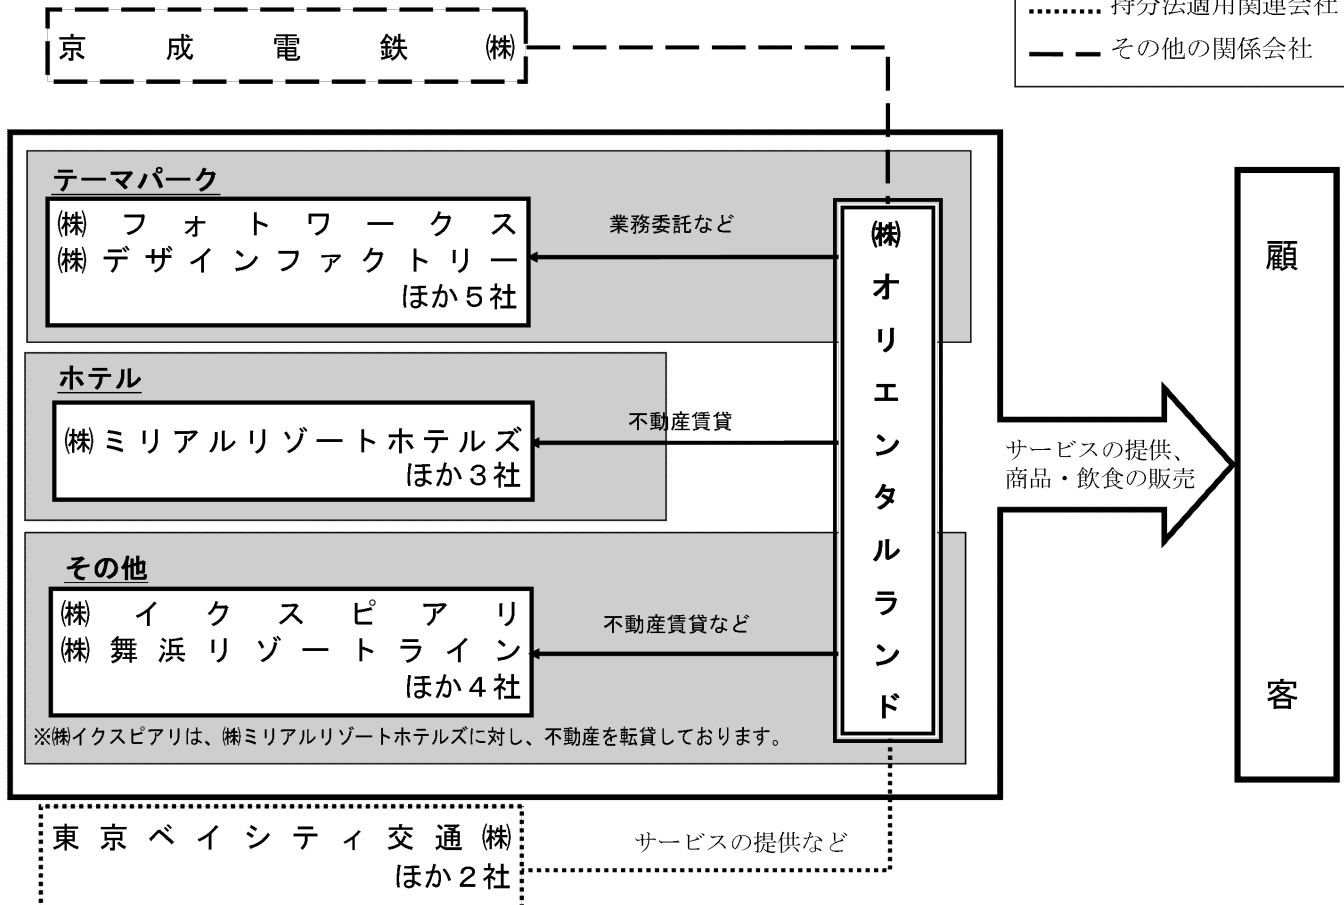 持分法適用関連会社
その他の関係会社
京成電鉄㈱
テーマパーク
㈱フォトワークス
㈱デザインファクトリー
ほか５社
業務委託など
ホテル
㈱ミリアルリゾートホテルズ
ほか３社
不動産賃貸
その他
㈱イクスピアリ
㈱舞浜リゾートライン
ほか４社
不動産賃貸など
※㈱イクスピアリは、㈱ミリアルリゾートホテルズに対し、不動産を転貸しております。
㈱オリエンタルランド
サービスの提供、
商品・飲食の販売
顧客
東京ベイシティ交通㈱
ほか２社
サービスの提供など